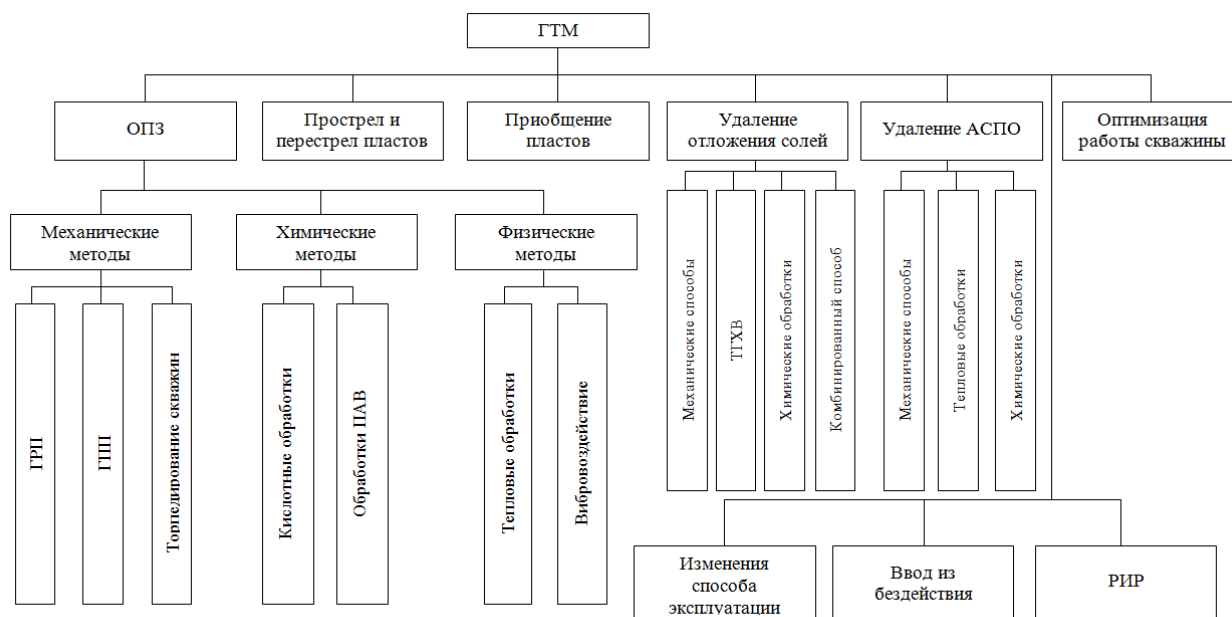 ГТМ
ОПЗ
Прострел и
перестрел пластов
Приобщение
пластов
Удаление
отложения солей
Удаление АСПО
Оптимизация
работы скважины
Механические
методы
Химические
методы
Физические
методы
ГРП
ГПП
Торпедирование скважин
Кислотные обработки
Обработки ПАВ
Тепловые обработки
Вибровоздействие
Механические способы
ТГХВ
Химические обработки
Комбинированный способ
Механические способы
Тепловые обработки
Химические обработки
Изменения
способа
эксплуатации
Ввод из
бездействия
РИР